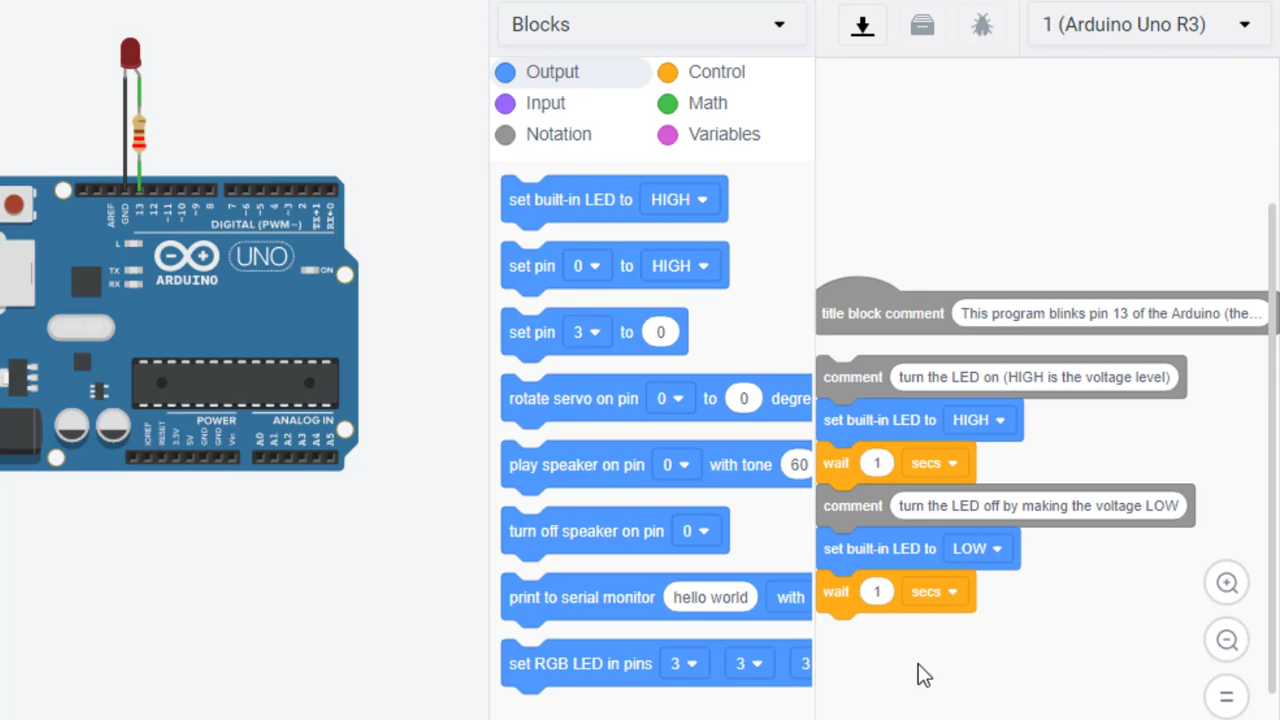 Blocks
1 (Arduino Uno R3)
Output
Control
Input
Math
Notation
Variables
set built-in LED to HIGH
set pin 0 to HIGH
set pin 3 to 0
rotate servo on pin 0 to 0 degre
play speaker on pin 0 with tone 60
turn off speaker on pin 0
print to serial monitor hello world with
set RGB LED in pins 3 3 3
title block comment This program blinks pin 13 of the Arduino (the...
comment turn the LED on (HIGH is the voltage level)
set built-in LED to HIGH
wait 1 secs
comment turn the LED off by making the voltage LOW
set built-in LED to LOW
wait 1 secs
AREF GND 13 12 ~11 ~10 ~9 8 7 ~6 ~5 4 ~3 2 TX→1 RX←0
DIGITAL (PWM~)
L
TX
RX
UNO
ON
ARDUINO
POWER
ANALOG IN
IOREF RESET 3.3V 5V GND GND Vin A0 A1 A2 A3 A4 A5